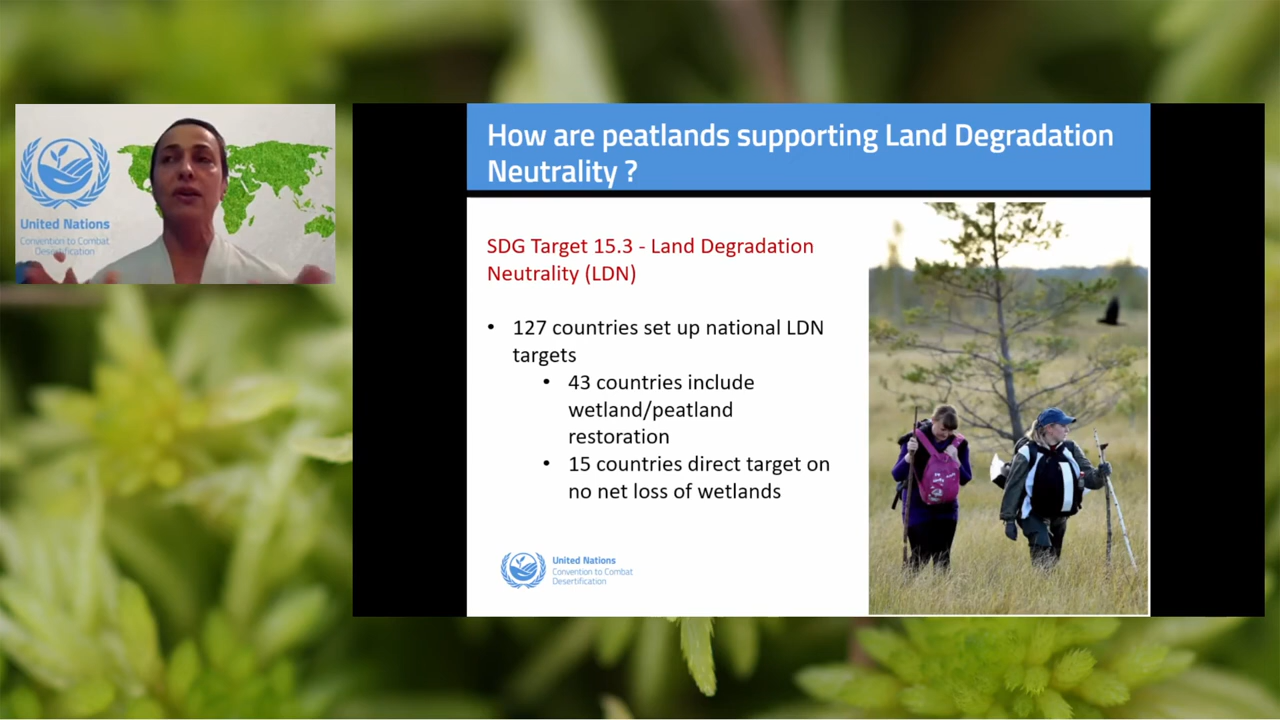 United Nations
Convention to Combat
Desertification
How are peatlands supporting Land Degradation
Neutrality ?
SDG Target 15.3 - Land Degradation
Neutrality (LDN)
• 127 countries set up national LDN
targets
• 43 countries include
wetland/peatland
restoration
• 15 countries direct target on
no net loss of wetlands
United Nations
Convention to Combat
Desertification